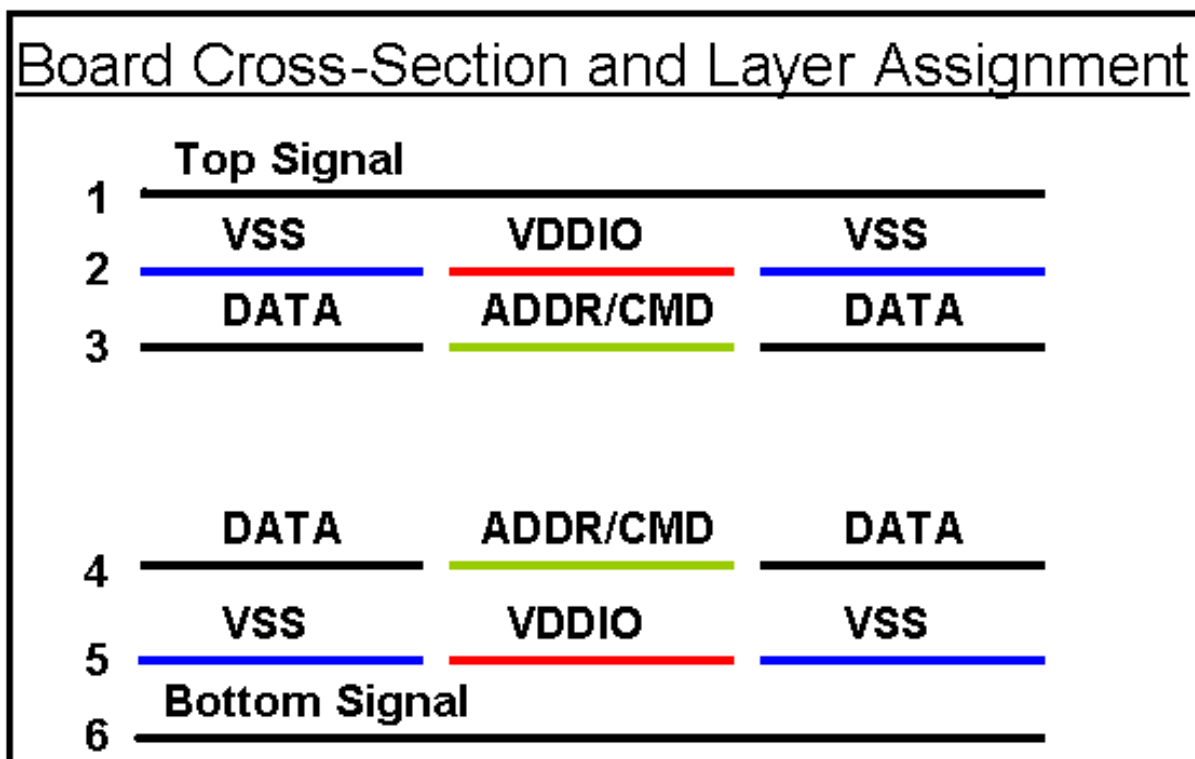 Board Cross-Section and Layer Assignment
Top Signal
1
VSS VDDIO VSS
2
DATA ADDR/CMD DATA
3
DATA ADDR/CMD DATA
4
VSS VDDIO VSS
5
Bottom Signal
6